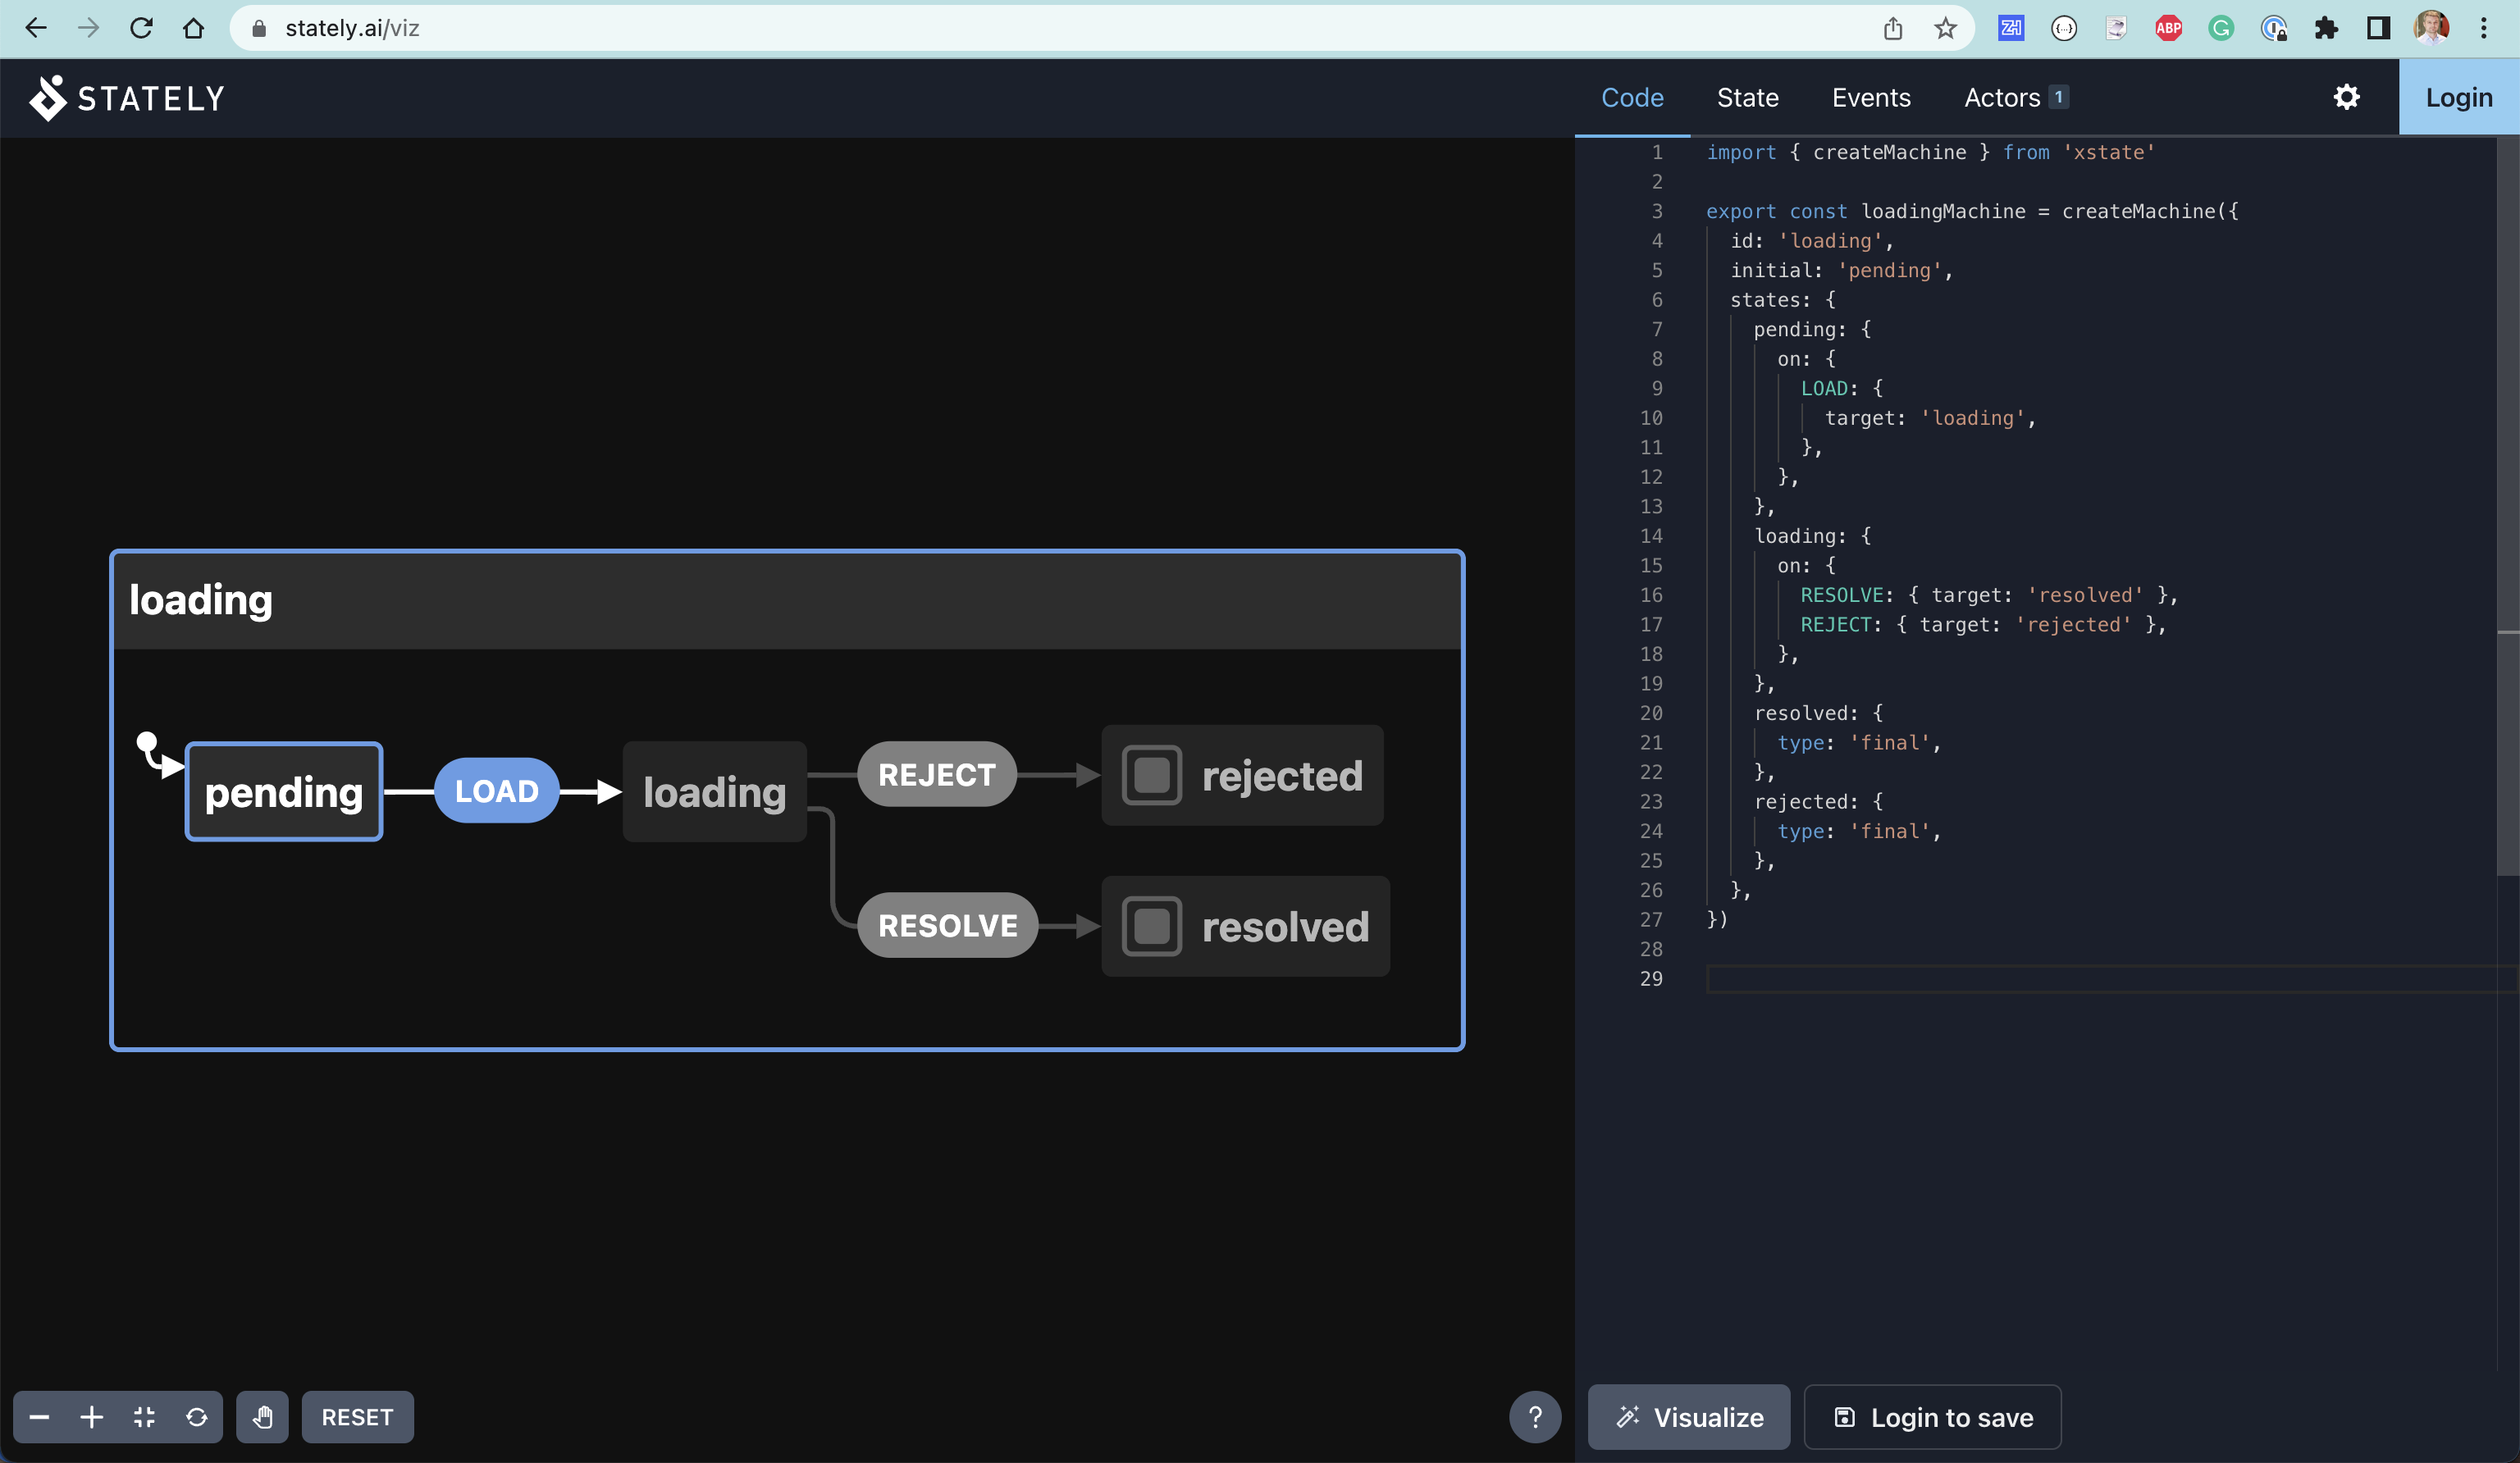 stately.ai/viz
ZH
{...}
ABP
G
STATELY
Code State Events Actors 1 Login
loading
pending LOAD loading REJECT rejected
RESOLVE resolved
1 import { createMachine } from 'xstate'
2
3 export const loadingMachine = createMachine({
4 id: 'loading',
5 initial: 'pending',
6 states: {
7 pending: {
8 on: {
9 LOAD: {
10 target: 'loading',
11 },
12 },
13 },
14 loading: {
15 on: {
16 RESOLVE: { target: 'resolved' },
17 REJECT: { target: 'rejected' },
18 },
19 },
20 resolved: {
21 type: 'final',
22 },
23 rejected: {
24 type: 'final',
25 },
26 },
27 })
28
29
RESET
?
Visualize Login to save